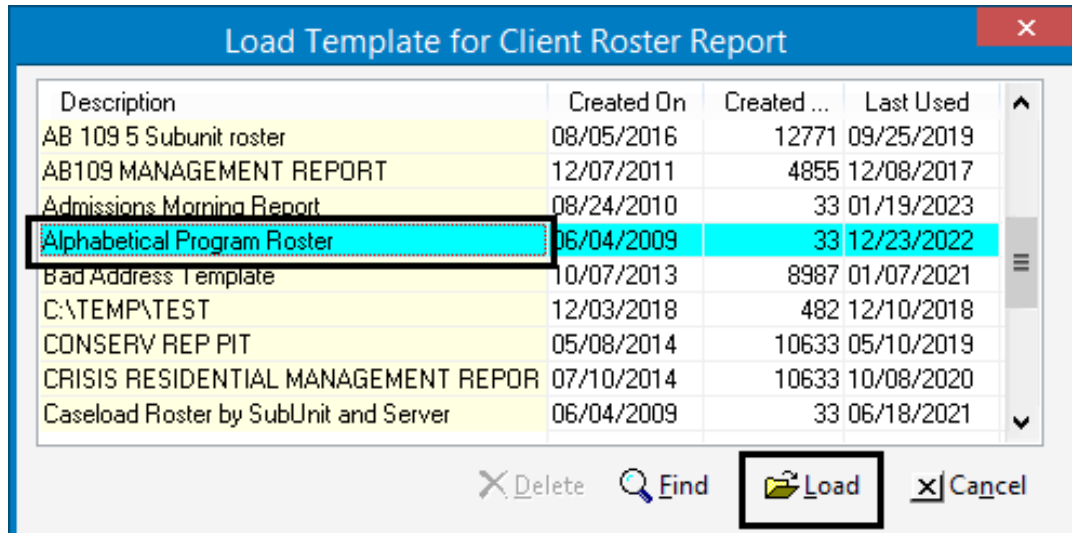 Load Template for Client Roster Report
Description Created On Created ... Last Used
AB 109 5 Subunit roster 08/05/2016 12771 09/25/2019
AB109 MANAGEMENT REPORT 12/07/2011 4855 12/08/2017
Admissions Morning Report 08/24/2010 33 01/19/2023
Alphabetical Program Roster 06/04/2009 33 12/23/2022
Bad Address Template 10/07/2013 8987 01/07/2021
C:\TEMP\TEST 12/03/2018 482 12/10/2018
CONSERV REP PIT 05/08/2014 10633 05/10/2019
CRISIS RESIDENTIAL MANAGEMENT REPOR 07/10/2014 10633 10/08/2020
Caseload Roster by SubUnit and Server 06/04/2009 33 06/18/2021
Delete Find Load Cancel